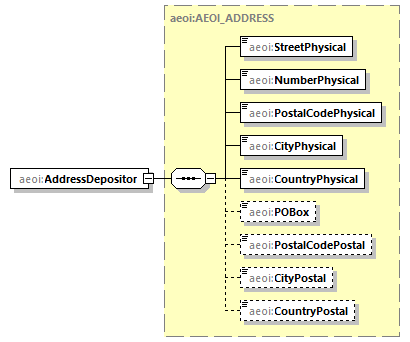 aeoi:AEOI_ADDRESS
aeoi:StreetPhysical
aeoi:NumberPhysical
aeoi:PostalCodePhysical
aeoi:CityPhysical
aeoi:AddressDepositor
aeoi:CountryPhysical
aeoi:POBox
aeoi:PostalCodePostal
aeoi:CityPostal
aeoi:CountryPostal